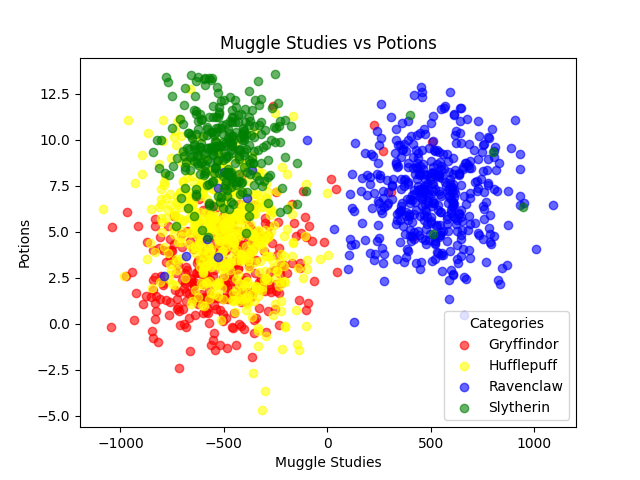 Muggle Studies vs Potions
Potions
12.5
10.0
7.5
5.0
2.5
0.0
−2.5
−5.0
−1000
−500
0
500
1000
Muggle Studies
Categories
Gryffindor
Hufflepuff
Ravenclaw
Slytherin